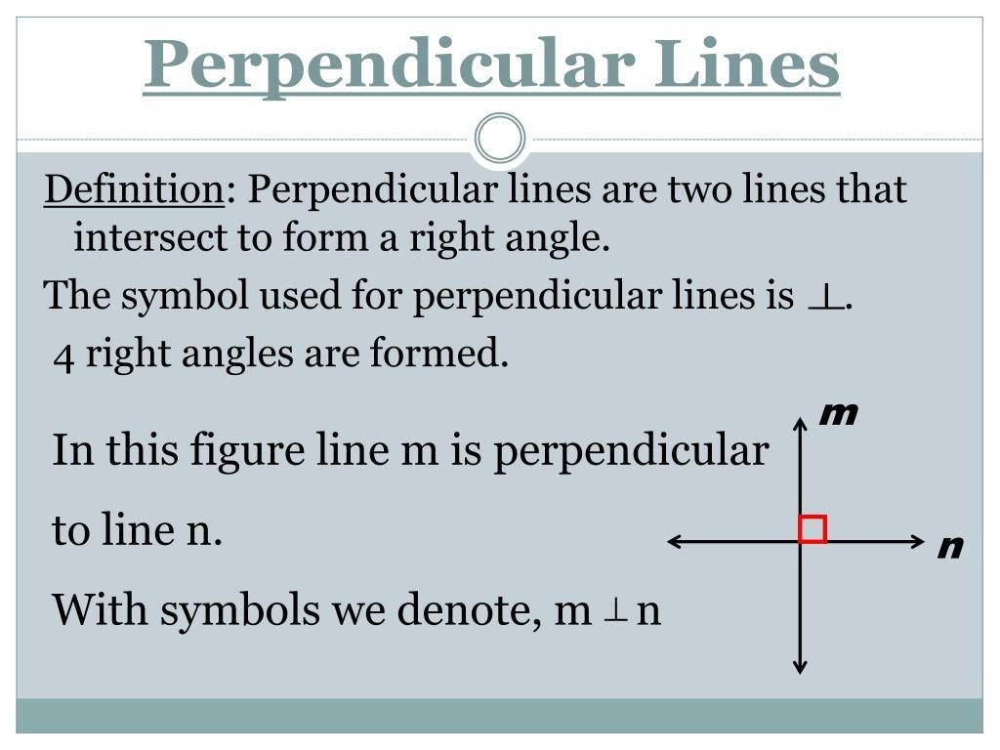 Perpendicular Lines
Definition: Perpendicular lines are two lines that
intersect to form a right angle.
The symbol used for perpendicular lines is ⊥.
4 right angles are formed.
m
In this figure line m is perpendicular
to line n.
n
With symbols we denote, m ⊥ n